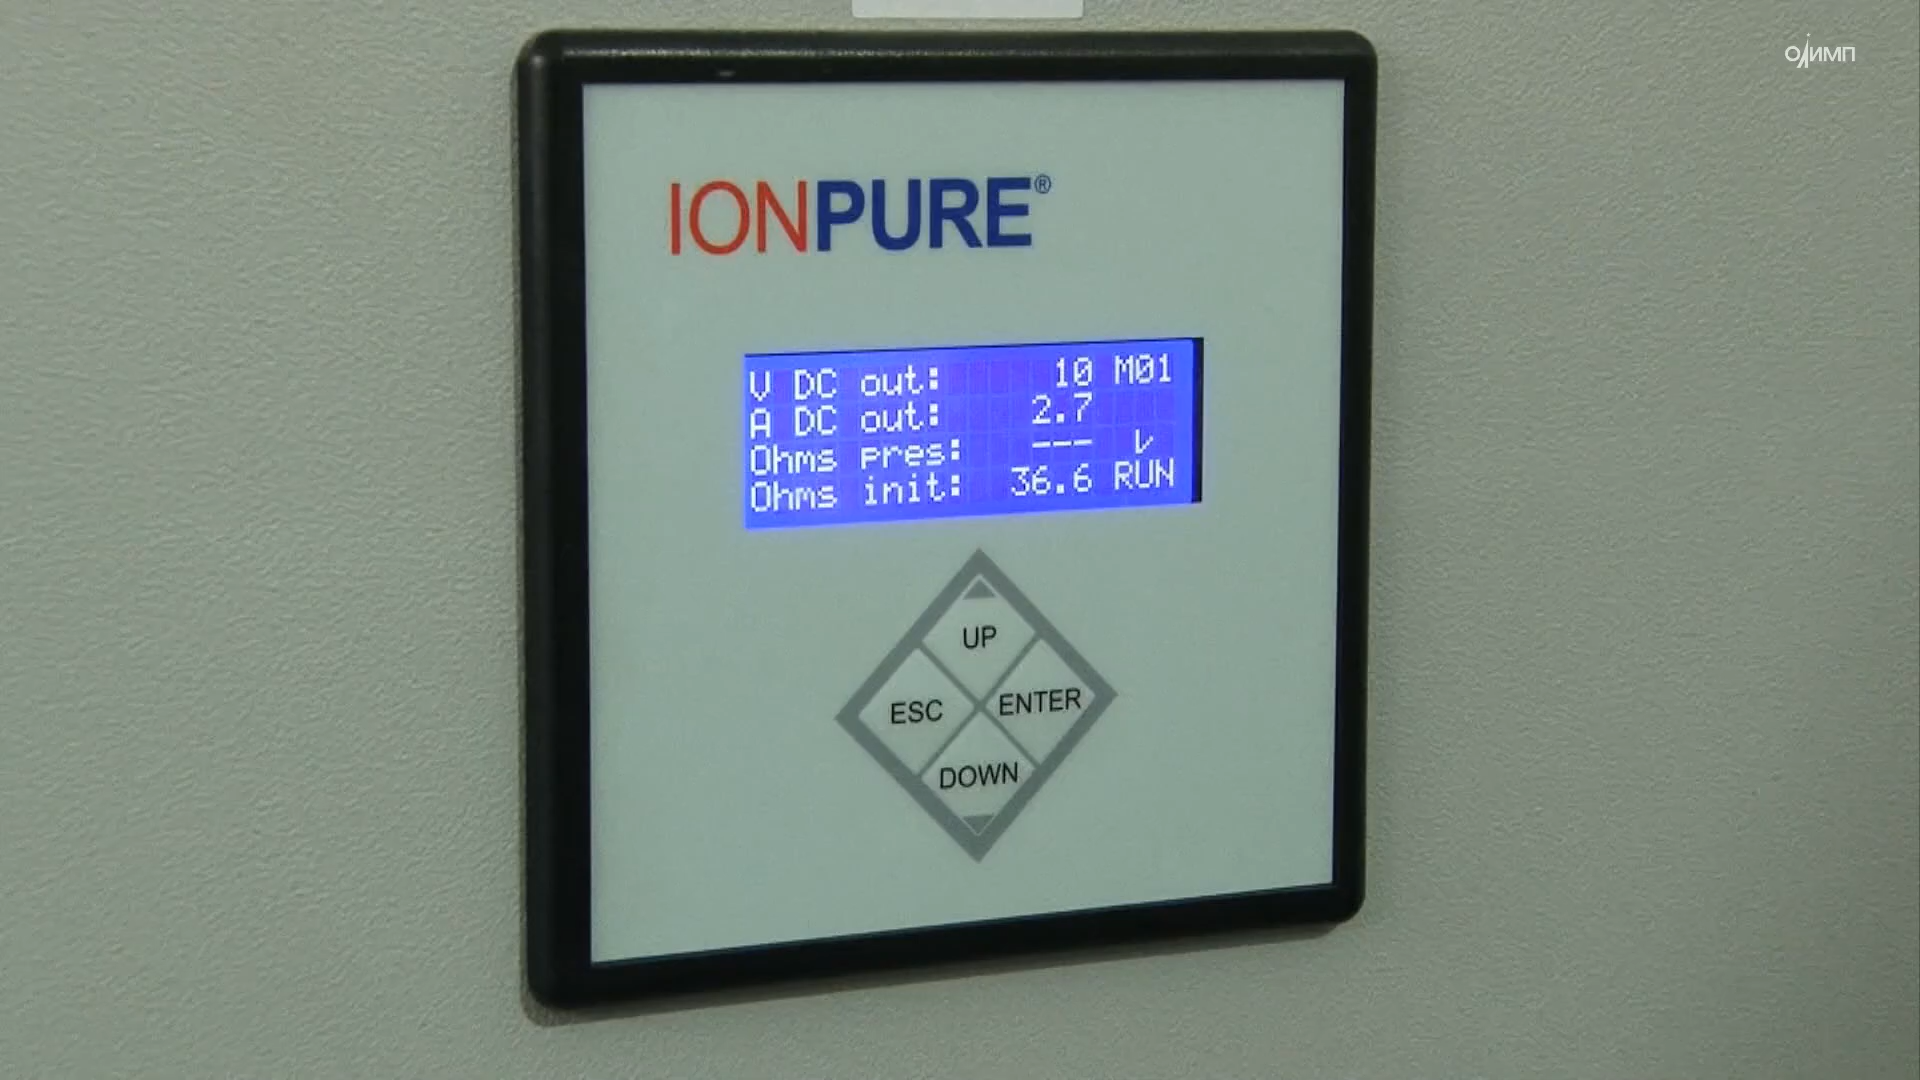 ОЛИМП
IONPURE®
V DC out: 10 M01
A DC out: 2.7
Ohms pres: ---
Ohms init: 36.6 RUN
UP
ESC
ENTER
DOWN